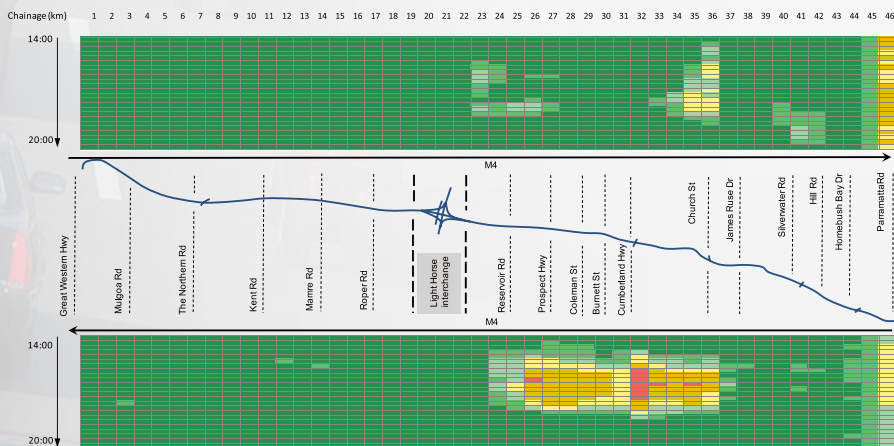 Chainage (km) 1 2 3 4 5 6 7 8 9 10 11 12 13 14 15 16 17 18 19 20 21 22 23 24 25 26 27 28 29 30 31 32 33 34 35 36 37 38 39 40 41 42 43 44 45 46
14:00
20:00
M4
Great Western Hwy
Mulgoa Rd
The Northern Rd
Kent Rd
Mamre Rd
Roper Rd
Light Horse
interchange
Reservoir Rd
Prospect Hwy
Coleman St
Burnett St
Cumberland Hwy
Church St
James Ruse Dr
Silverwater Rd
Hill Rd
Homebush Bay Dr
Parramatta Rd
M4
14:00
20:00